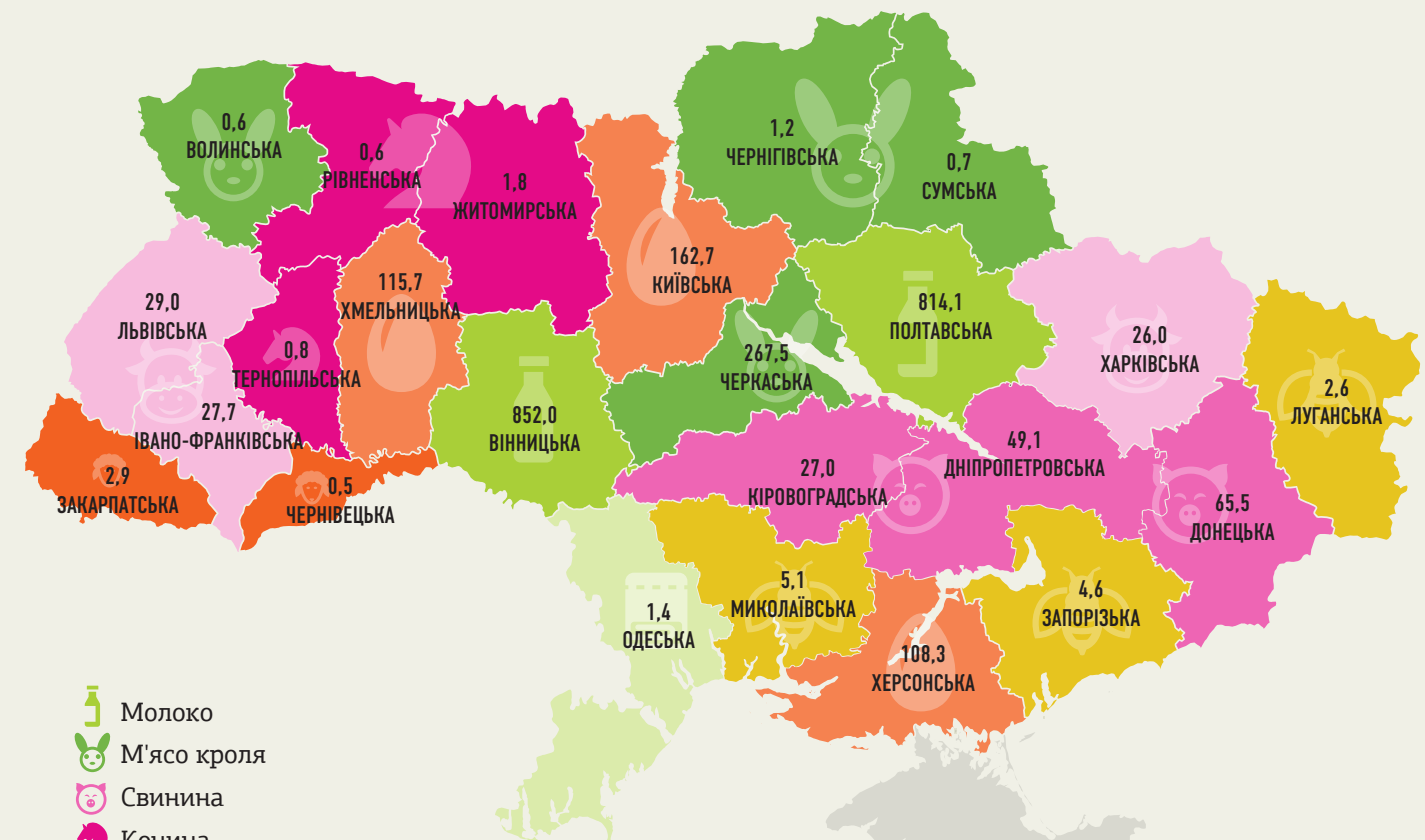 0,6
ВОЛИНСЬКА
0,6
РІВНЕНСЬКА
1,8
ЖИТОМИРСЬКА
162,7
КИЇВСЬКА
1,2
ЧЕРНІГІВСЬКА
0,7
СУМСЬКА
29,0
ЛЬВІВСЬКА
0,8
ТЕРНОПІЛЬСЬКА
115,7
ХМЕЛЬНИЦЬКА
852,0
ВІННИЦЬКА
267,5
ЧЕРКАСЬКА
814,1
ПОЛТАВСЬКА
26,0
ХАРКІВСЬКА
2,6
ЛУГАНСЬКА
27,7
ІВАНО-ФРАНКІВСЬКА
2,9
ЗАКАРПАТСЬКА
0,5
ЧЕРНІВЕЦЬКА
27,0
КІРОВОГРАДСЬКА
49,1
ДНІПРОПЕТРОВСЬКА
65,5
ДОНЕЦЬКА
1,4
ОДЕСЬКА
5,1
МИКОЛАЇВСЬКА
108,3
ХЕРСОНСЬКА
4,6
ЗАПОРІЗЬКА
Молоко
М'ясо кроля
Свинина
Конина